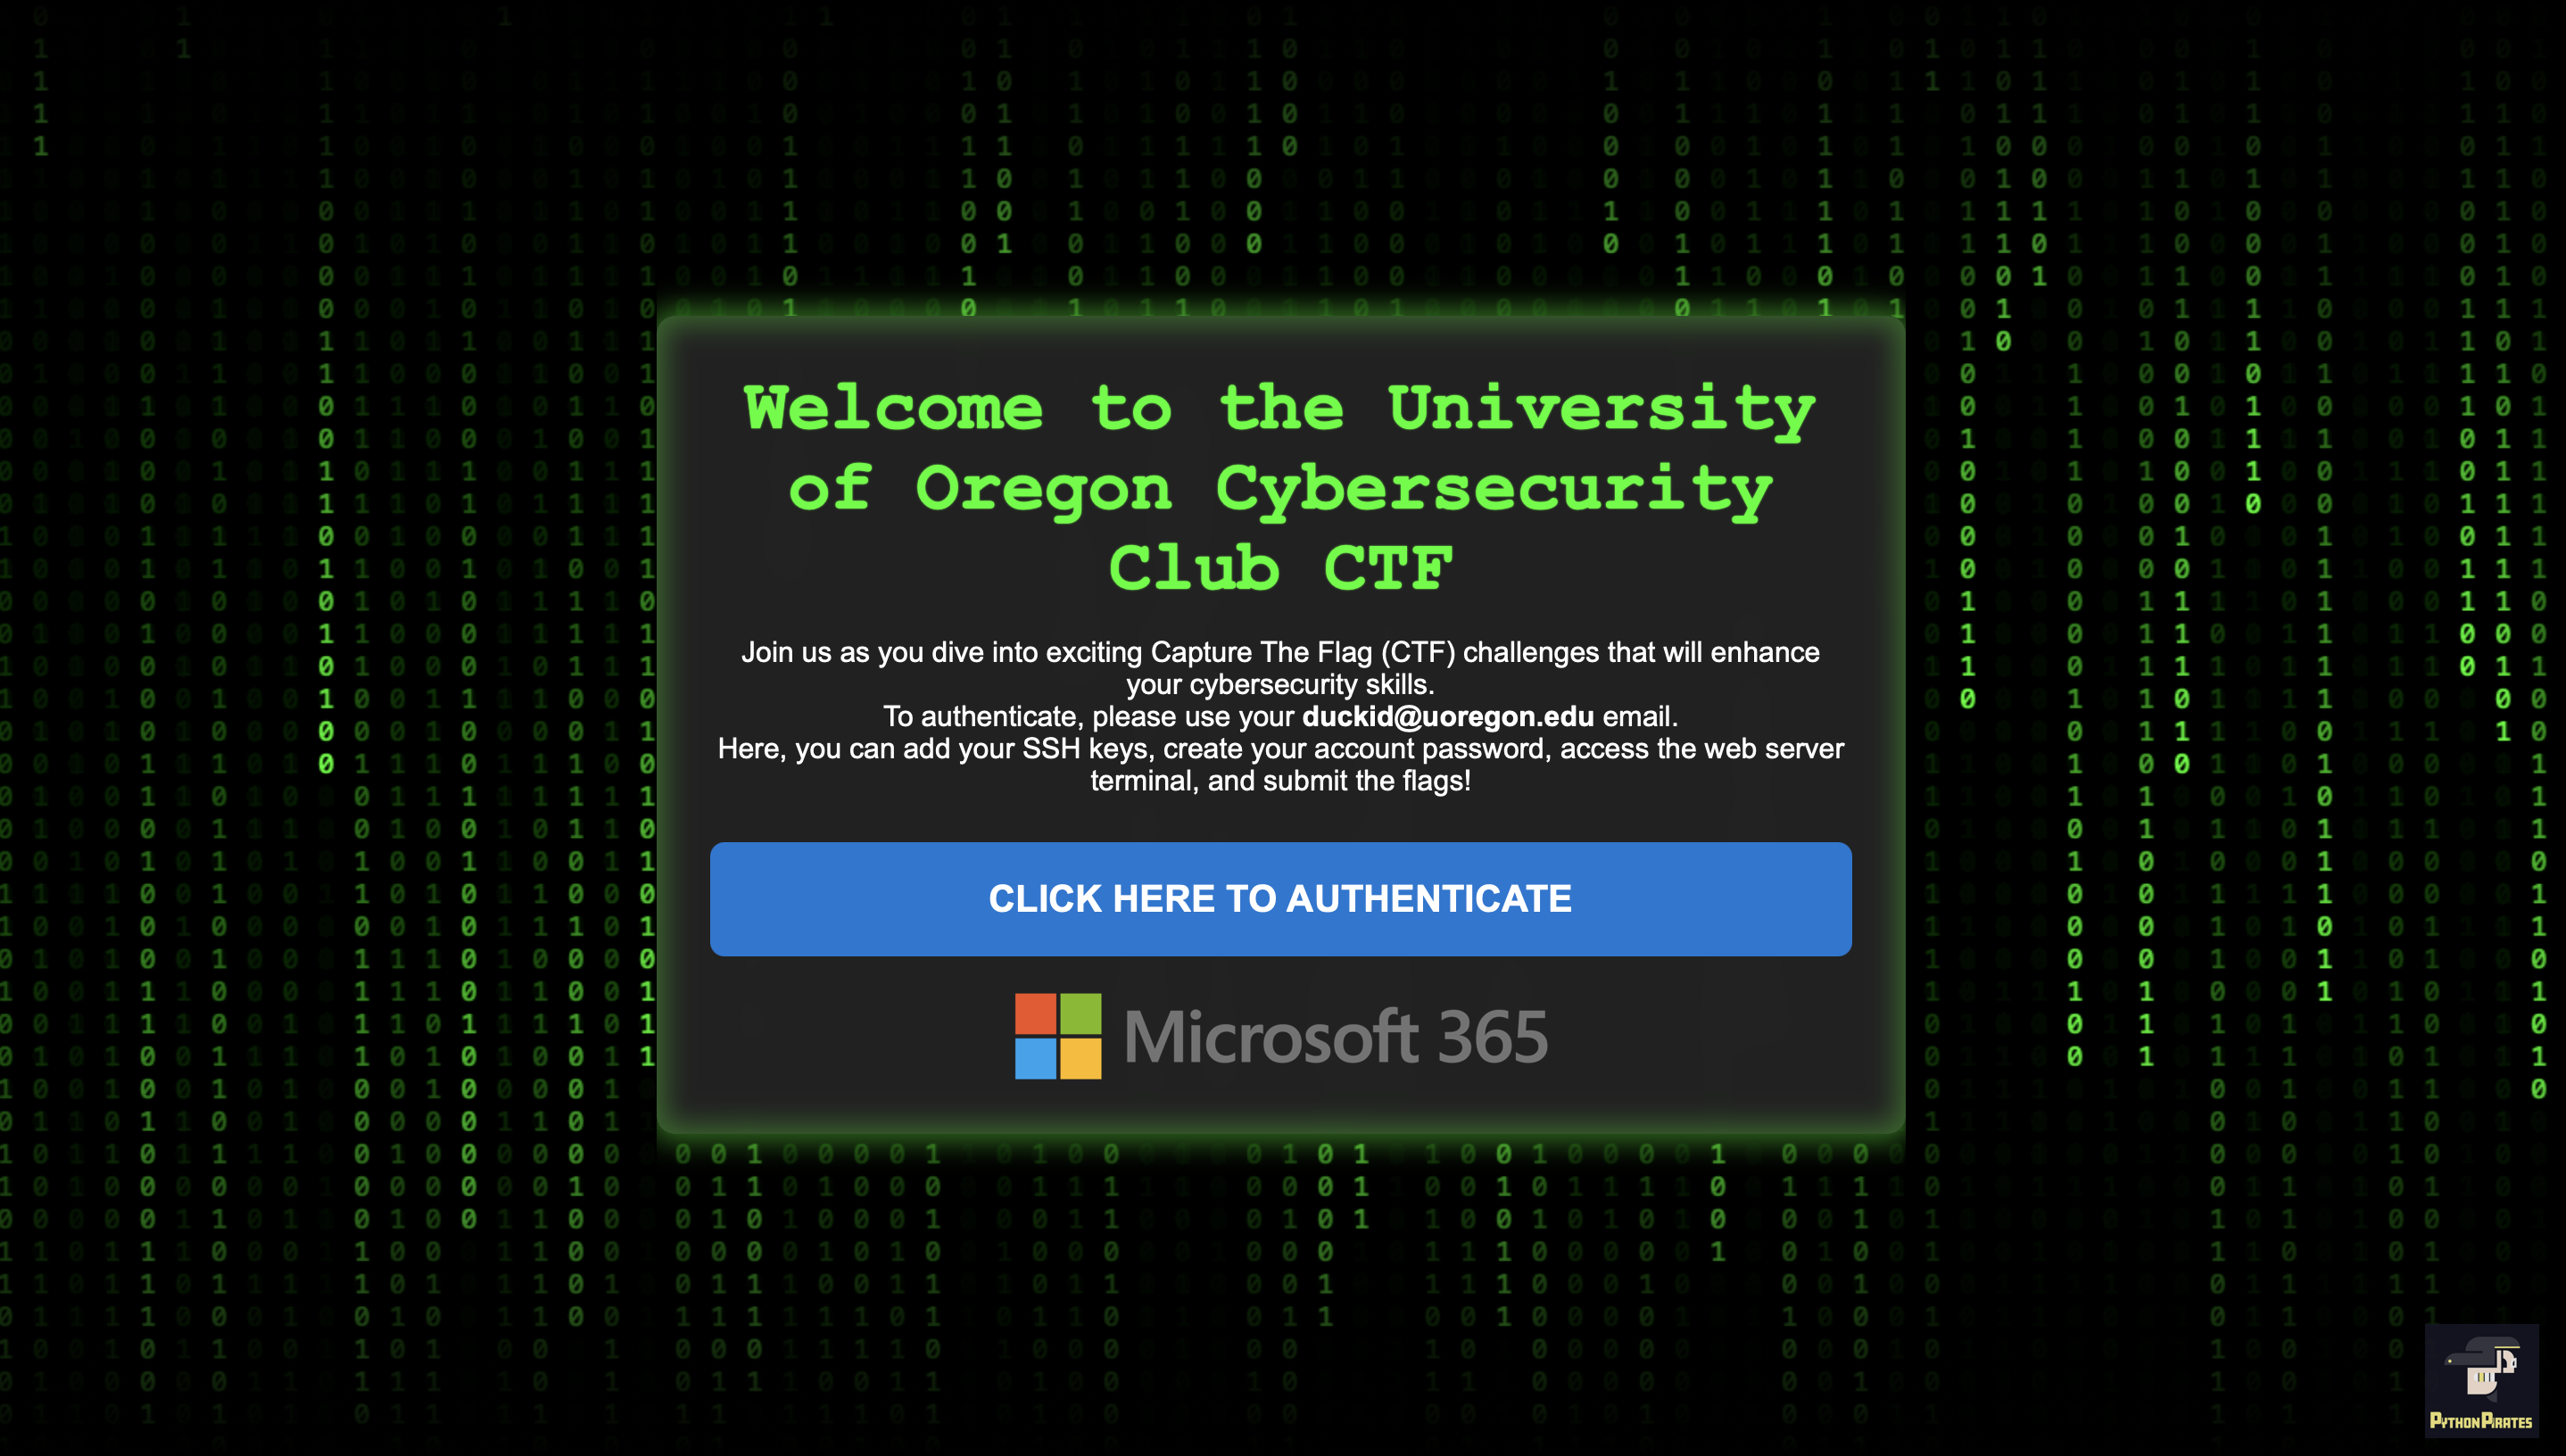 Welcome to the University
of Oregon Cybersecurity
Club CTF
Join us as you dive into exciting Capture The Flag (CTF) challenges that will enhance
your cybersecurity skills.
To authenticate, please use your duckid@uoregon.edu email.
Here, you can add your SSH keys, create your account password, access the web server
terminal, and submit the flags!
CLICK HERE TO AUTHENTICATE
Microsoft 365
PYTHONPIRATES